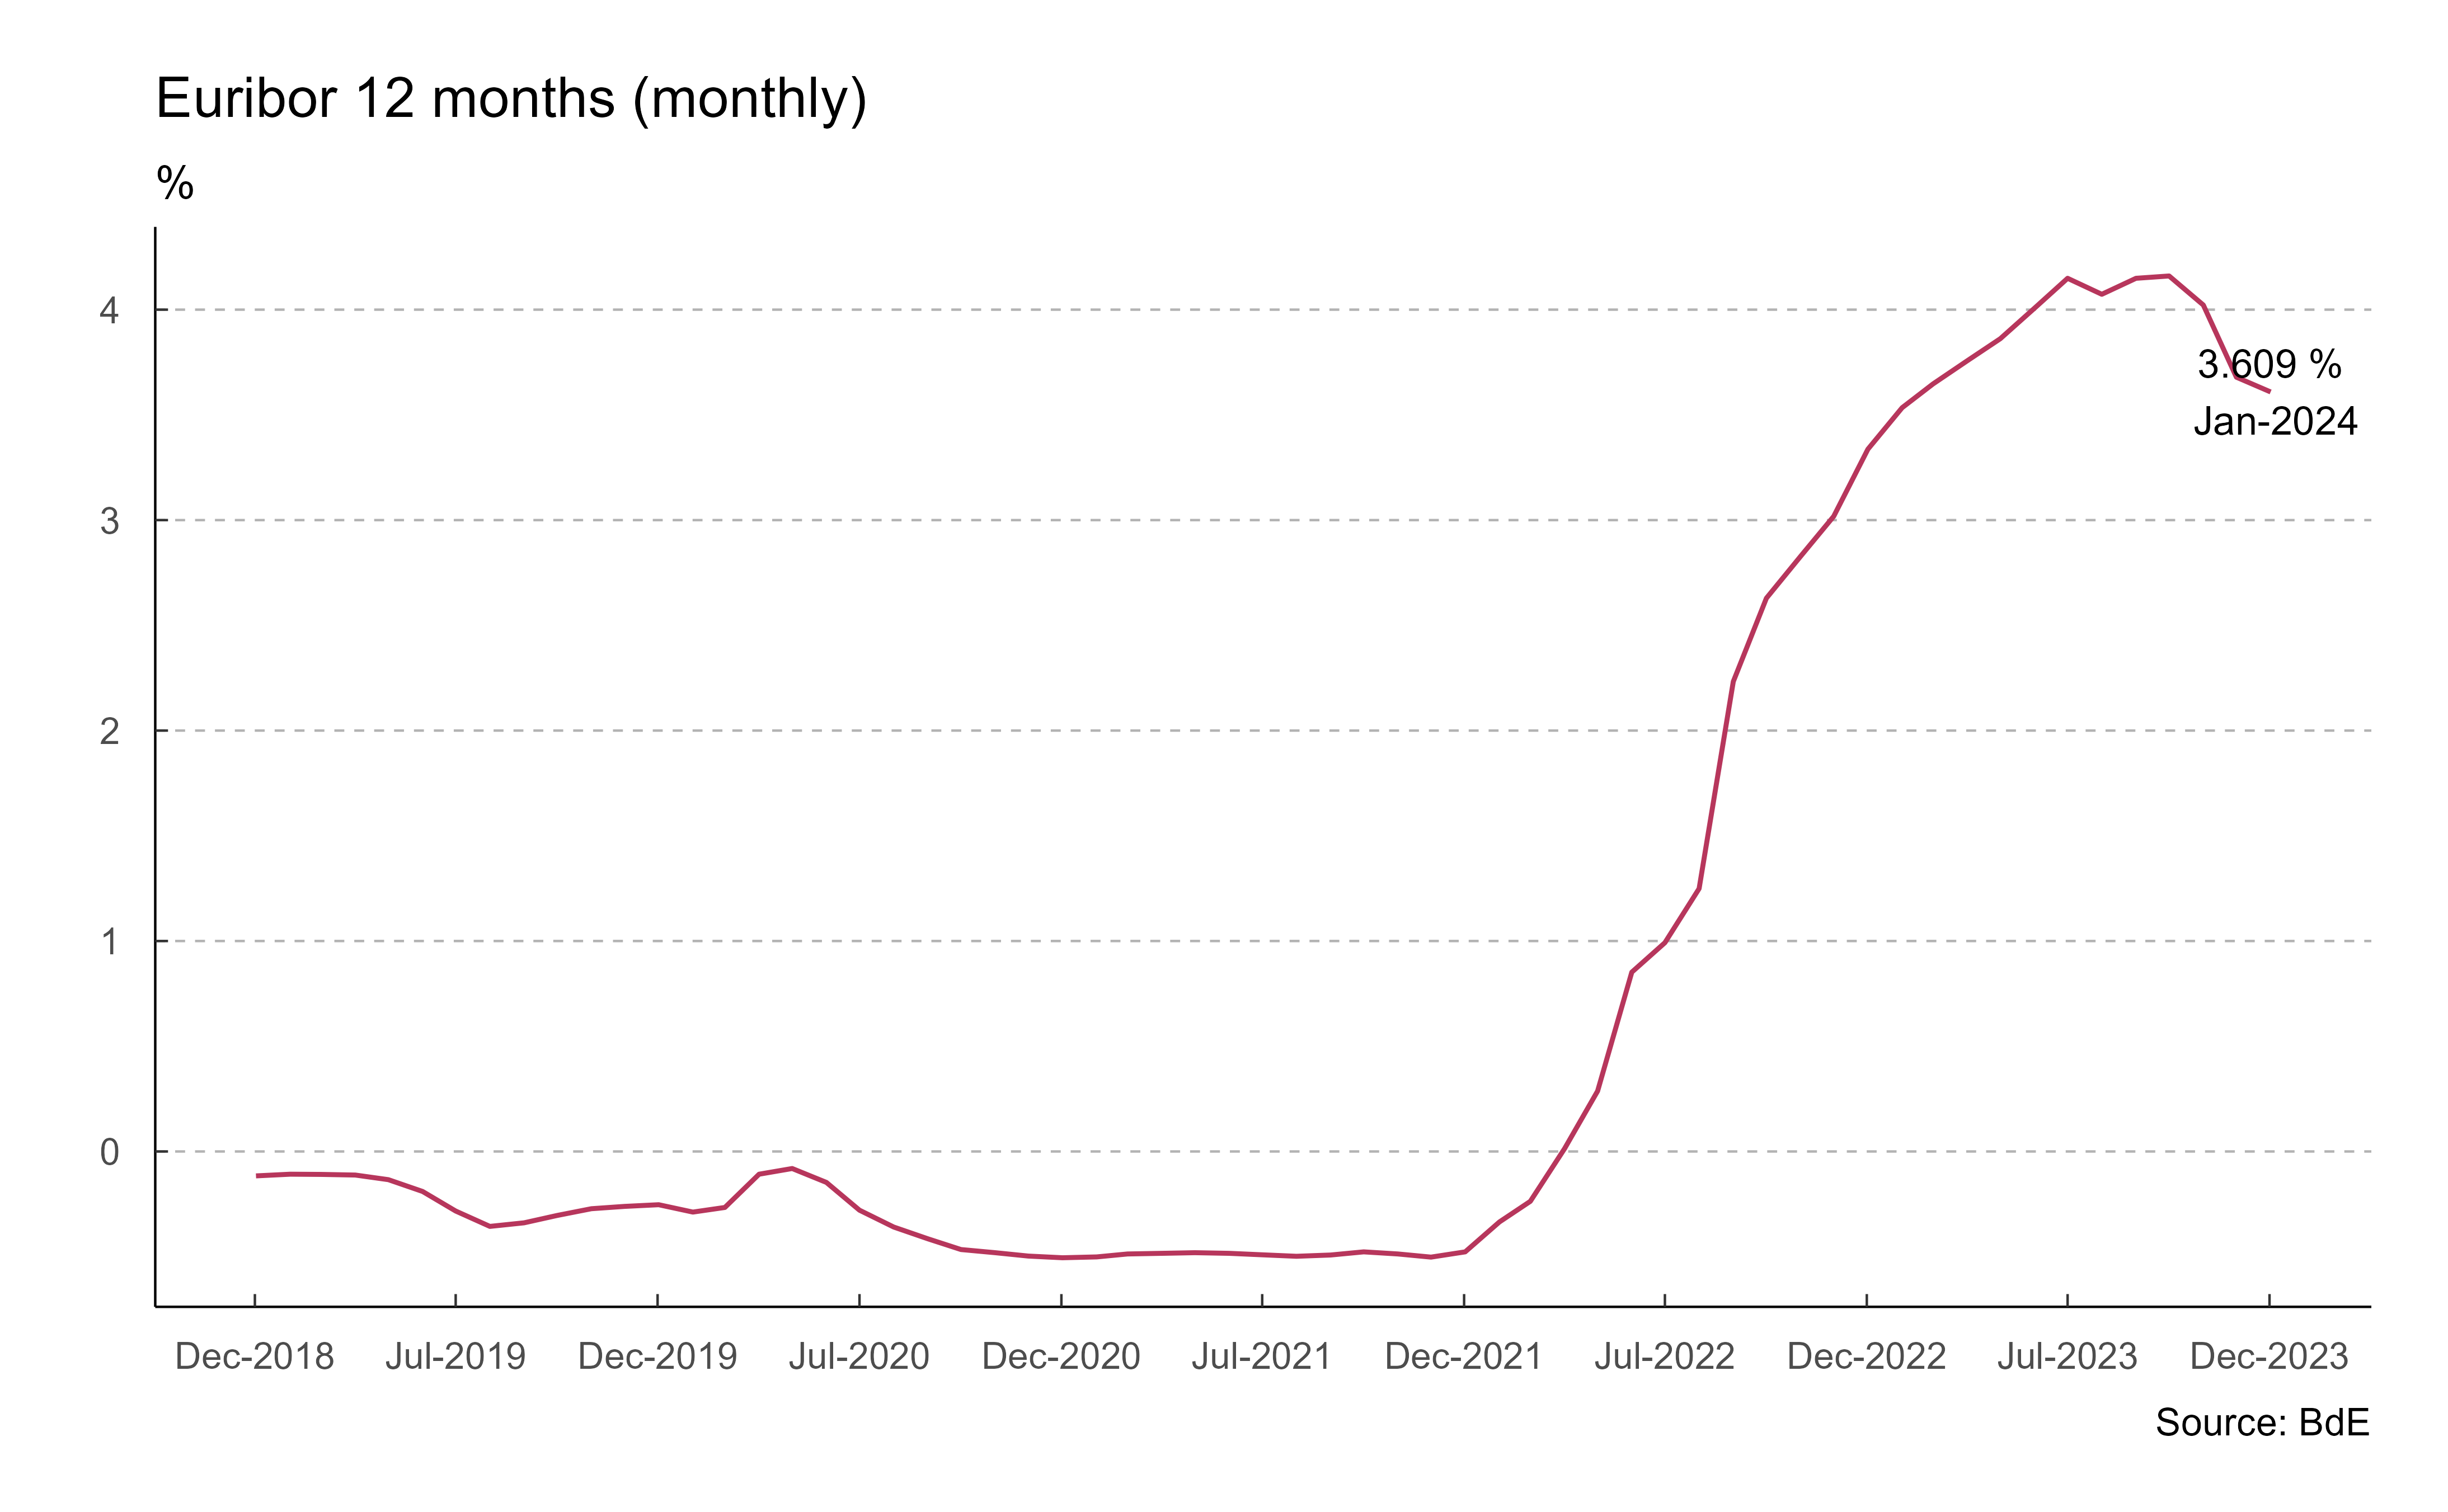 Euribor 12 months (monthly)
%
4
3.609 %
Jan-2024
3
2
1
0
Dec-2018 Jul-2019 Dec-2019 Jul-2020 Dec-2020 Jul-2021 Dec-2021 Jul-2022 Dec-2022 Jul-2023 Dec-2023
Source: BdE